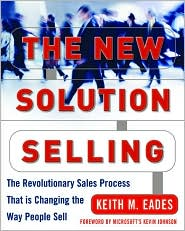 THE NEW
SOLUTION
SELLING
The Revolutionary Sales Process
That is Changing the
Way People Sell
KEITH M. EADES
FOREWORD BY MICROSOFT'S KEVIN JOHNSON